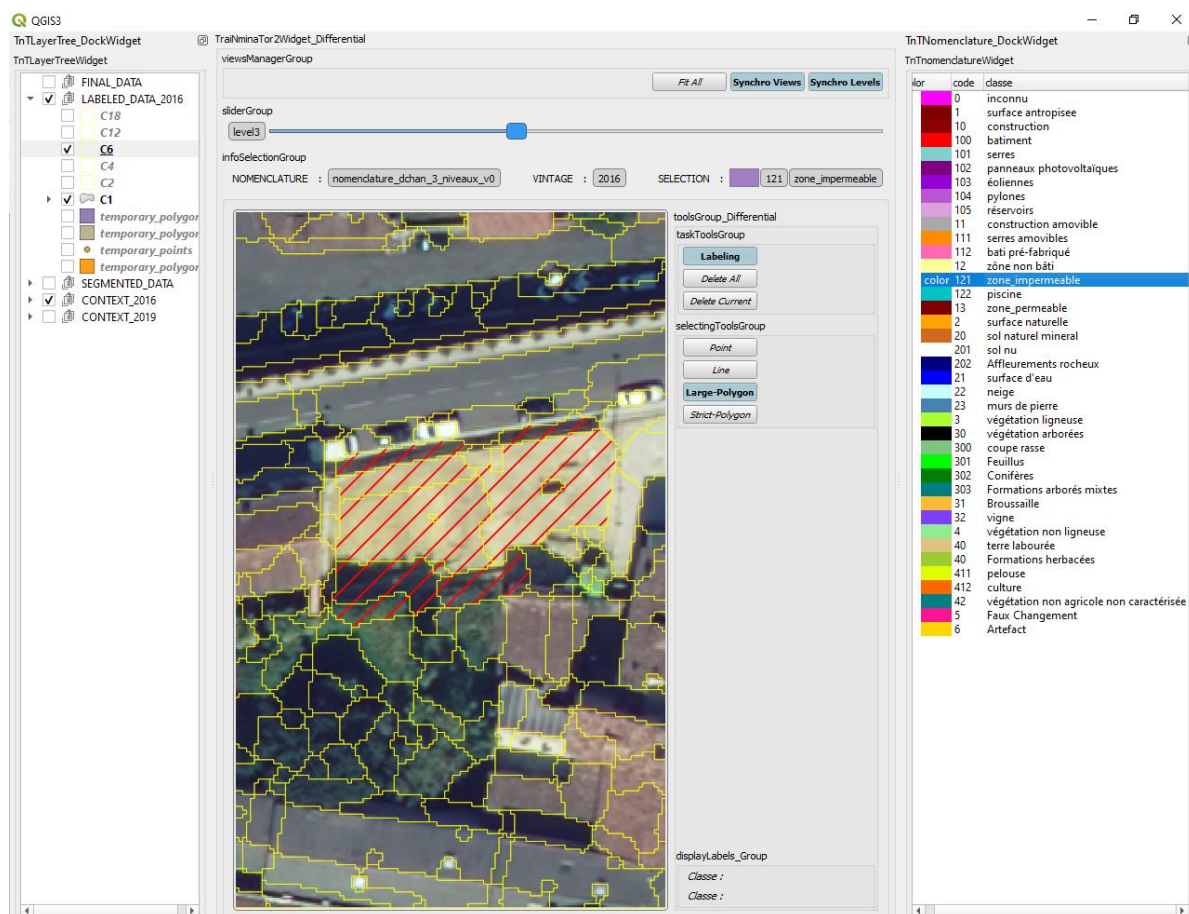 QGIS3
TnTLayerTree_DockWidget
TnTLayerTreeWidget
FINAL_DATA
LABELED_DATA_2016
C18
C12
C6
C4
C2
C1
temporary_polygor
temporary_polygor
temporary_points
temporary_polygor
SEGMENTED_DATA
CONTEXT_2016
CONTEXT_2019
TraiNminaTor2Widget_Differential
viewsManagerGroup
Fit All Synchro Views Synchro Levels
sliderGroup
level3
infoSelectionGroup
NOMENCLATURE : nomenclature_dchan_3_niveaux_v0 VINTAGE : 2016 SELECTION : 121 zone_impermeable
toolsGroup_Differential
taskToolsGroup
Labeling
Delete All
Delete Current
selectingToolsGroup
Point
Line
Large-Polygon
Strict-Polygon
displayLabels_Group
Classe :
Classe :
TnTNomenclature_DockWidget
TnTnomenclatureWidget
olor code classe
0 inconnu
1 surface antropisee
10 construction
100 batiment
101 serres
102 panneaux photovoltaïques
103 éoliennes
104 pylones
105 réservoirs
11 construction amovible
111 serres amovibles
112 bati pré-fabriqué
12 zône non bâti
color 121 zone_impermeable
122 piscine
13 zone_permeable
2 surface naturelle
20 sol naturel mineral
201 sol nu
202 Affleurements rocheux
21 surface d'eau
22 neige
23 murs de pierre
3 végétation ligneuse
30 végétation arborées
300 coupe rasse
301 Feuillus
302 Conifères
303 Formations arborés mixtes
31 Broussaille
32 vigne
4 végétation non ligneuse
40 terre labourée
40 Formations herbacées
411 pelouse
412 culture
42 végétation non agricole non caractérisée
5 Faux Changement
6 Artefact